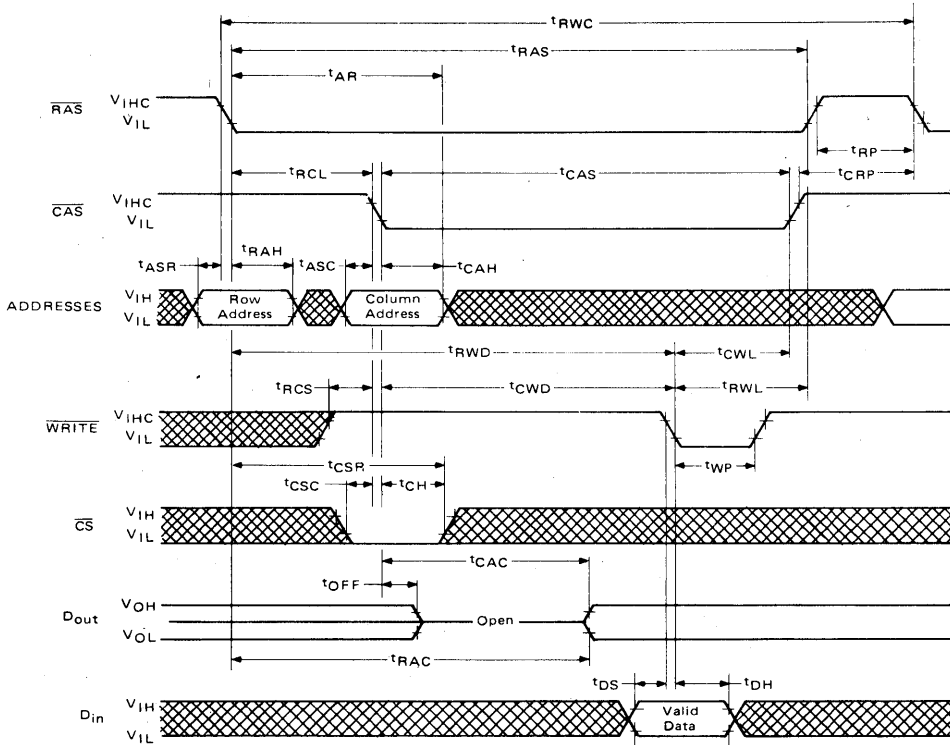 tRWC
tRAS
tAR
RAS
VIHC
VIL
tRP
tRCL
tCAS
tCRP
CAS
VIHC
VIL
tASR
tRAH
tASC
tCAH
ADDRESSES
VIH
VIL
Row
Address
Column
Address
tRWD
tCWL
tRCS
tCWD
tRWL
WRITE
VIHC
VIL
tWP
tCSR
tCSC
tCH
CS
VIH
VIL
tCAC
tOFF
Dout
VOH
VOL
Open
tRAC
tDS
tDH
Din
VIH
VIL
Valid
Data